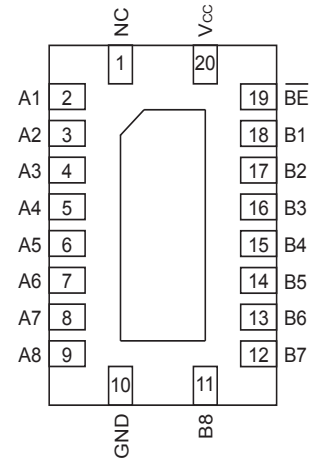 NC Vcc
1 20
A1 2 19 B̅E̅
A2 3 18 B1
A3 4 17 B2
A4 5 16 B3
A5 6 15 B4
A6 7 14 B5
A7 8 13 B6
A8 9 12 B7
10 11
GND B8